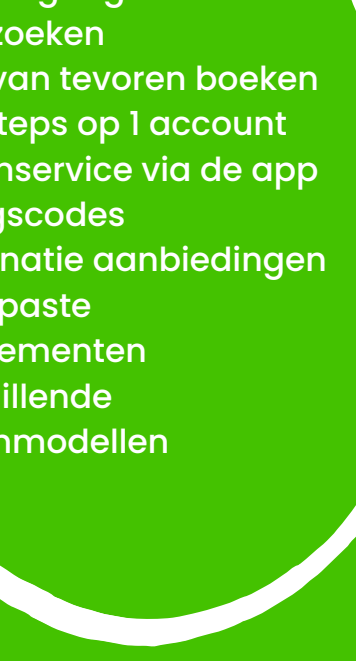 zoeken
van tevoren boeken
teps op 1 account
nservice via de app
gscodes
natie aanbiedingen
paste
ementen
illende
nmodellen